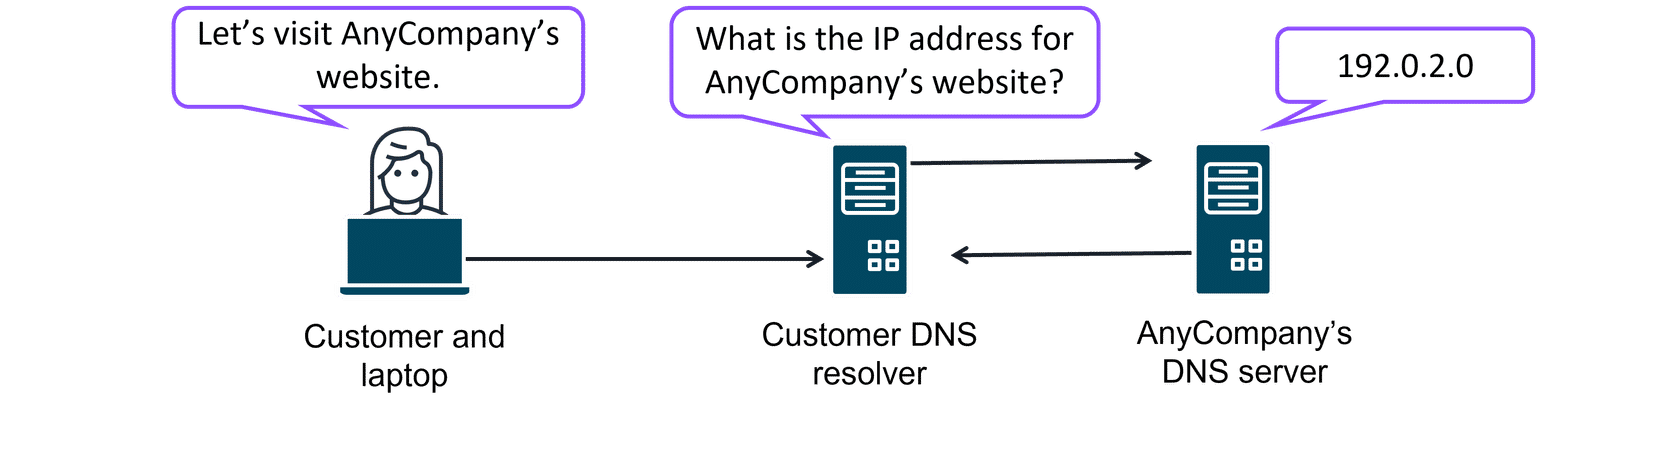 Let’s visit AnyCompany’s
website.
What is the IP address for
AnyCompany’s website?
192.0.2.0
Customer and
laptop
Customer DNS
resolver
AnyCompany’s
DNS server